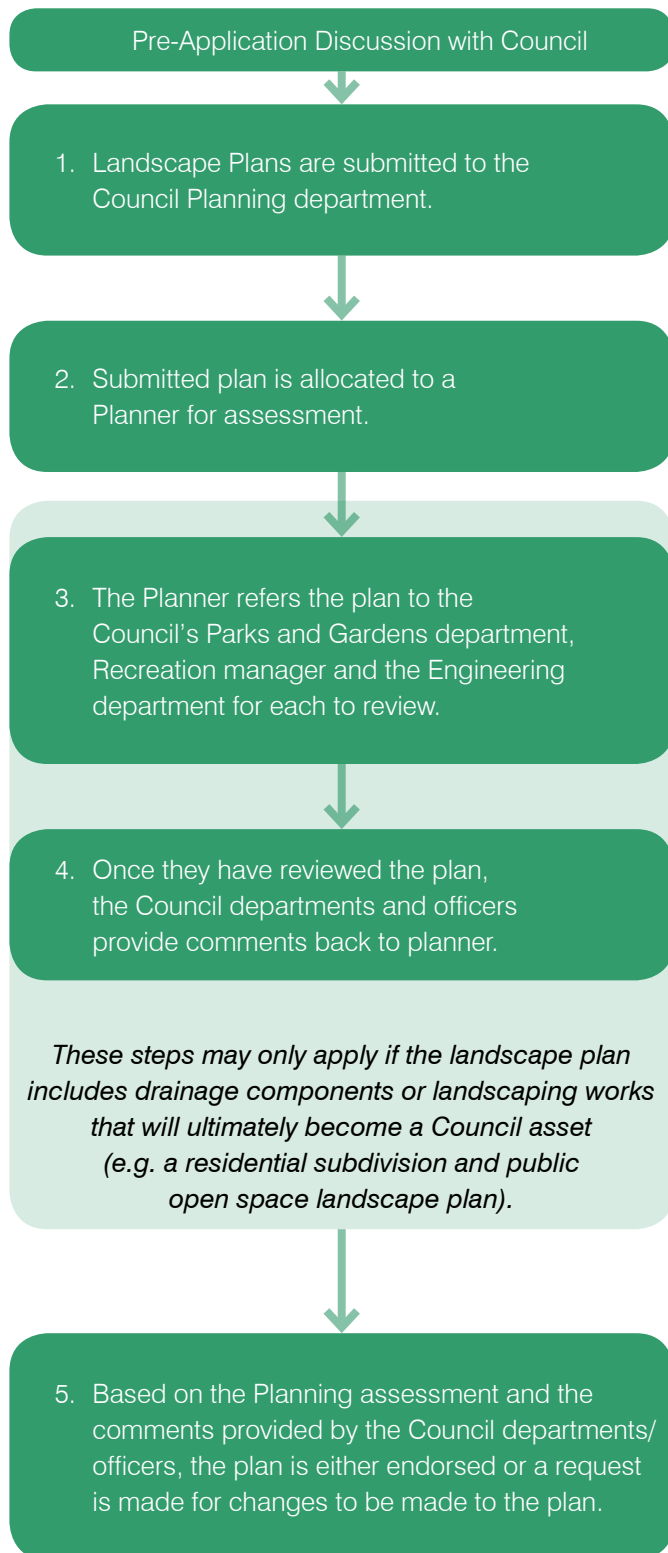 Pre-Application Discussion with Council
1. Landscape Plans are submitted to the
Council Planning department.
2. Submitted plan is allocated to a
Planner for assessment.
3. The Planner refers the plan to the
Council’s Parks and Gardens department,
Recreation manager and the Engineering
department for each to review.
4. Once they have reviewed the plan,
the Council departments and officers
provide comments back to planner.
These steps may only apply if the landscape plan
includes drainage components or landscaping works
that will ultimately become a Council asset
(e.g. a residential subdivision and public
open space landscape plan).
5. Based on the Planning assessment and the
comments provided by the Council departments/
officers, the plan is either endorsed or a request
is made for changes to be made to the plan.